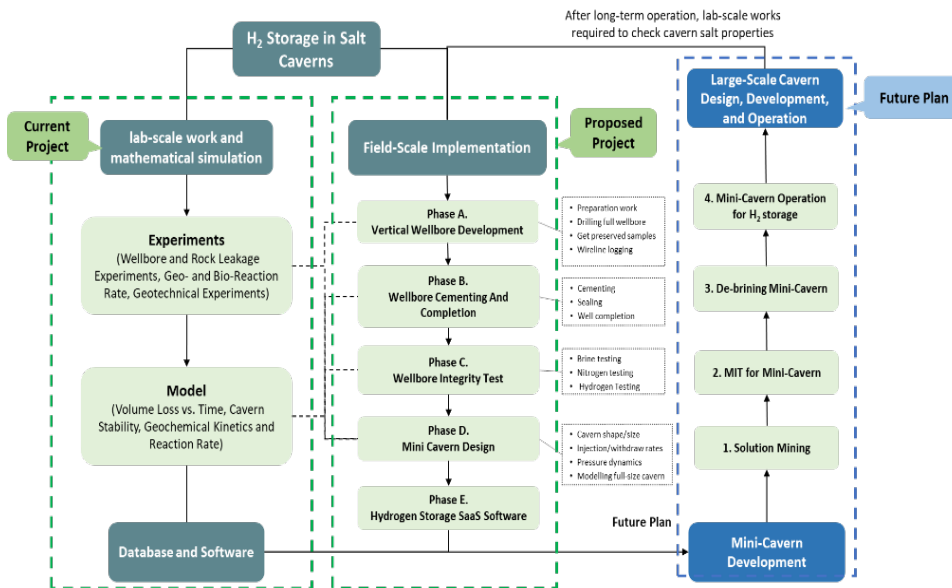 After long-term operation, lab-scale works
required to check cavern salt properties
H2 Storage in Salt
Caverns
Large-Scale Cavern
Design, Development,
and Operation
Future Plan
Current
Project
lab-scale work and
mathematical simulation
Field-Scale Implementation
Proposed
Project
Experiments
(Wellbore and Rock Leakage
Experiments, Geo- and Bio-Reaction
Rate, Geotechnical Experiments)
Model
(Volume Loss vs. Time, Cavern
Stability, Geochemical Kinetics and
Reaction Rate)
Database and Software
Phase A.
Vertical Wellbore Development
• Preparation work
• Drilling full wellbore
• Get preserved samples
• Wireline logging
Phase B.
Wellbore Cementing And
Completion
• Cementing
• Sealing
• Well completion
Phase C.
Wellbore Integrity Test
• Brine testing
• Nitrogen testing
• Hydrogen Testing
Phase D.
Mini Cavern Design
• Cavern shape/size
• Injection/withdraw rates
• Pressure dynamics
• Modelling full-size cavern
Phase E.
Hydrogen Storage SaaS Software
Future Plan
4. Mini-Cavern Operation
for H2 storage
3. De-brining Mini-Cavern
2. MIT for Mini-Cavern
1. Solution Mining
Mini-Cavern
Development